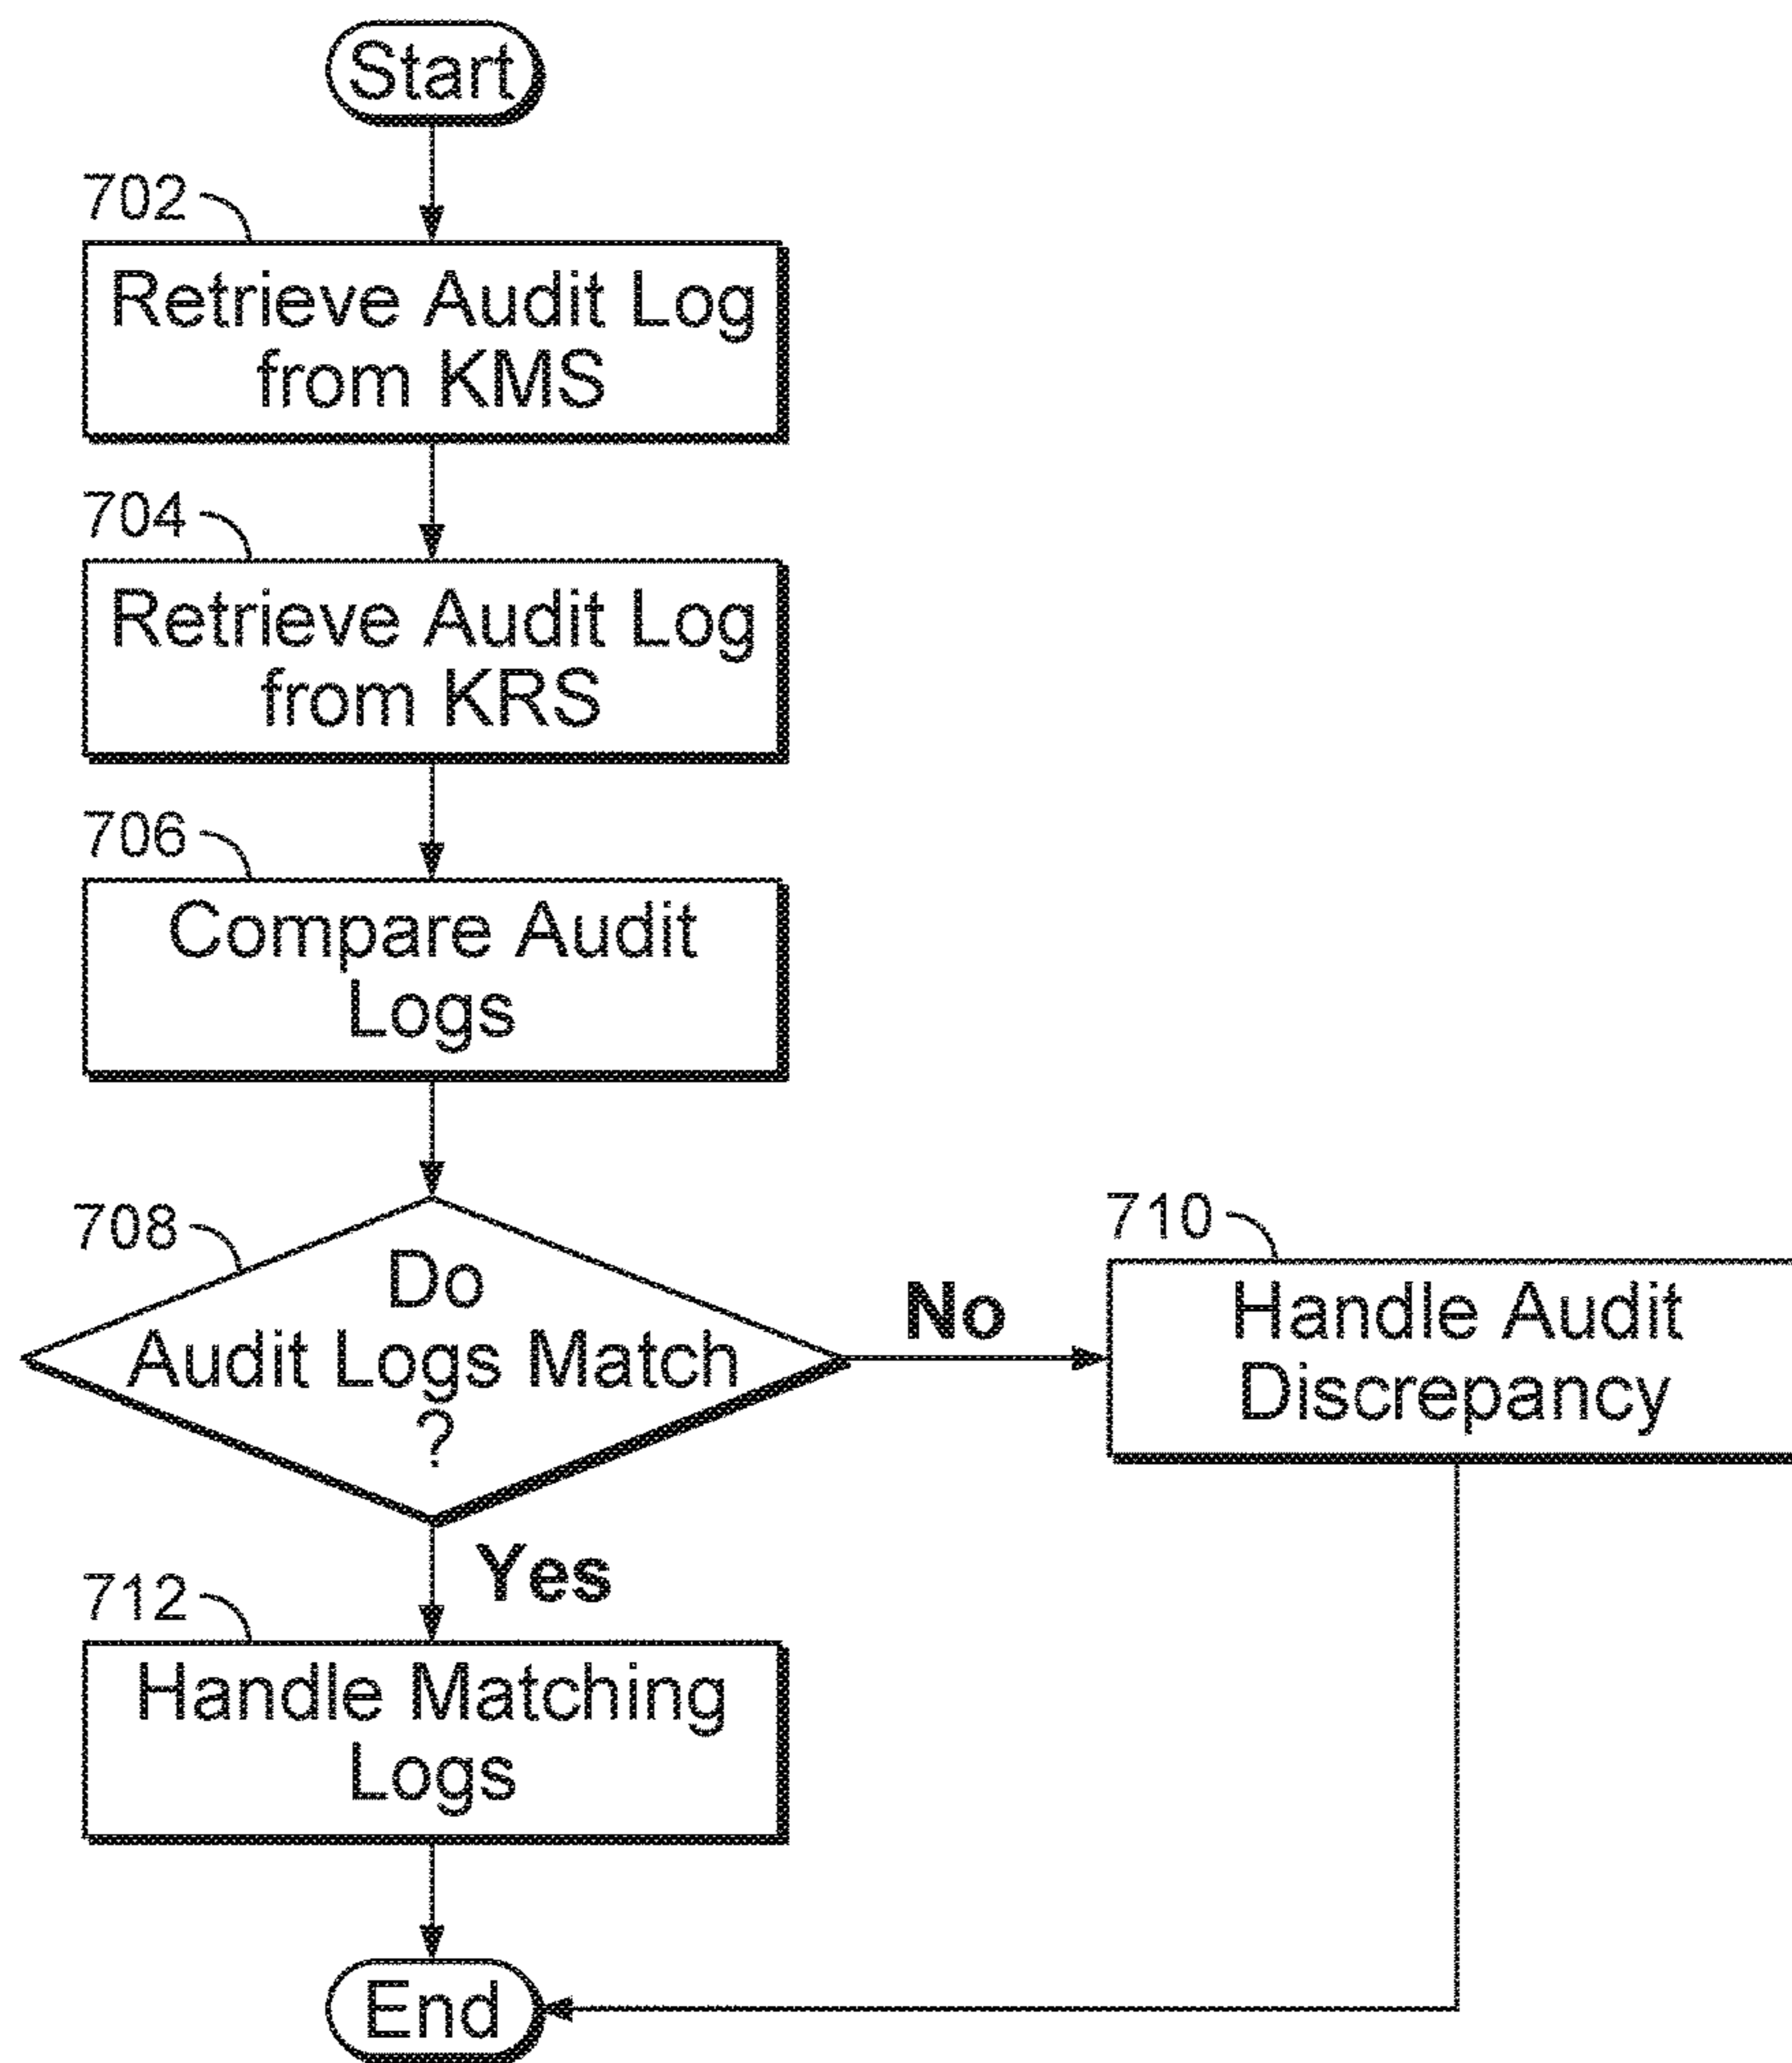 Start
702
Retrieve Audit Log
from KMS
704
Retrieve Audit Log
from KRS
706
Compare Audit
Logs
708
Do
Audit Logs Match
?
No
710
Handle Audit
Discrepancy
Yes
712
Handle Matching
Logs
End